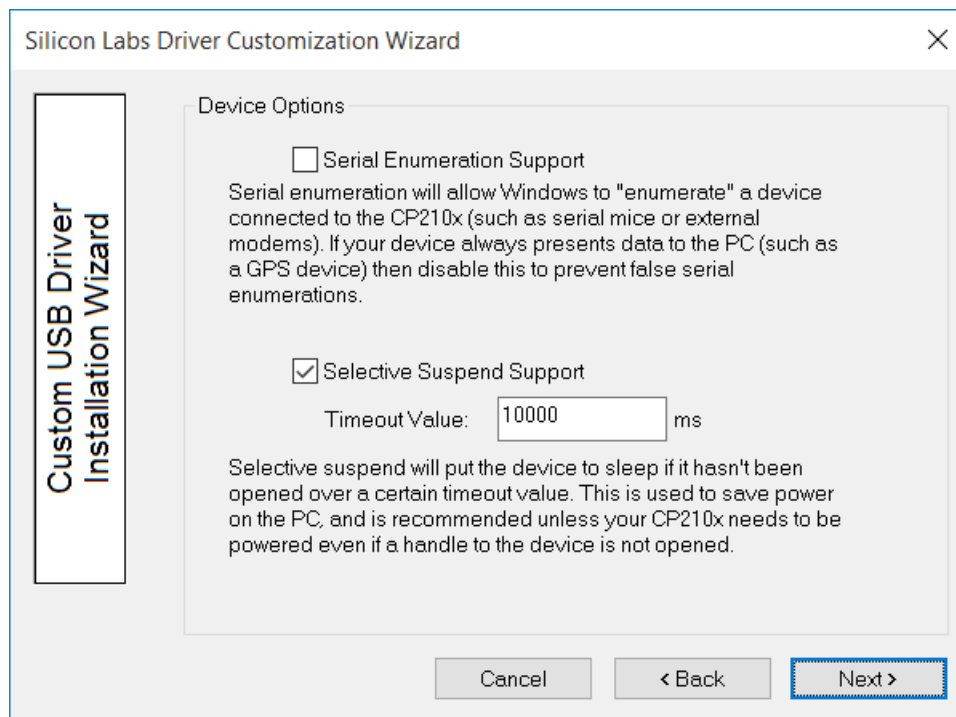 Silicon Labs Driver Customization Wizard
Custom USB Driver
Installation Wizard
Device Options
Serial Enumeration Support
Serial enumeration will allow Windows to "enumerate" a device
connected to the CP210x (such as serial mice or external
modems). If your device always presents data to the PC (such as
a GPS device) then disable this to prevent false serial
enumerations.
Selective Suspend Support
Timeout Value: 10000 ms
Selective suspend will put the device to sleep if it hasn't been
opened over a certain timeout value. This is used to save power
on the PC, and is recommended unless your CP210x needs to be
powered even if a handle to the device is not opened.
Cancel < Back Next >